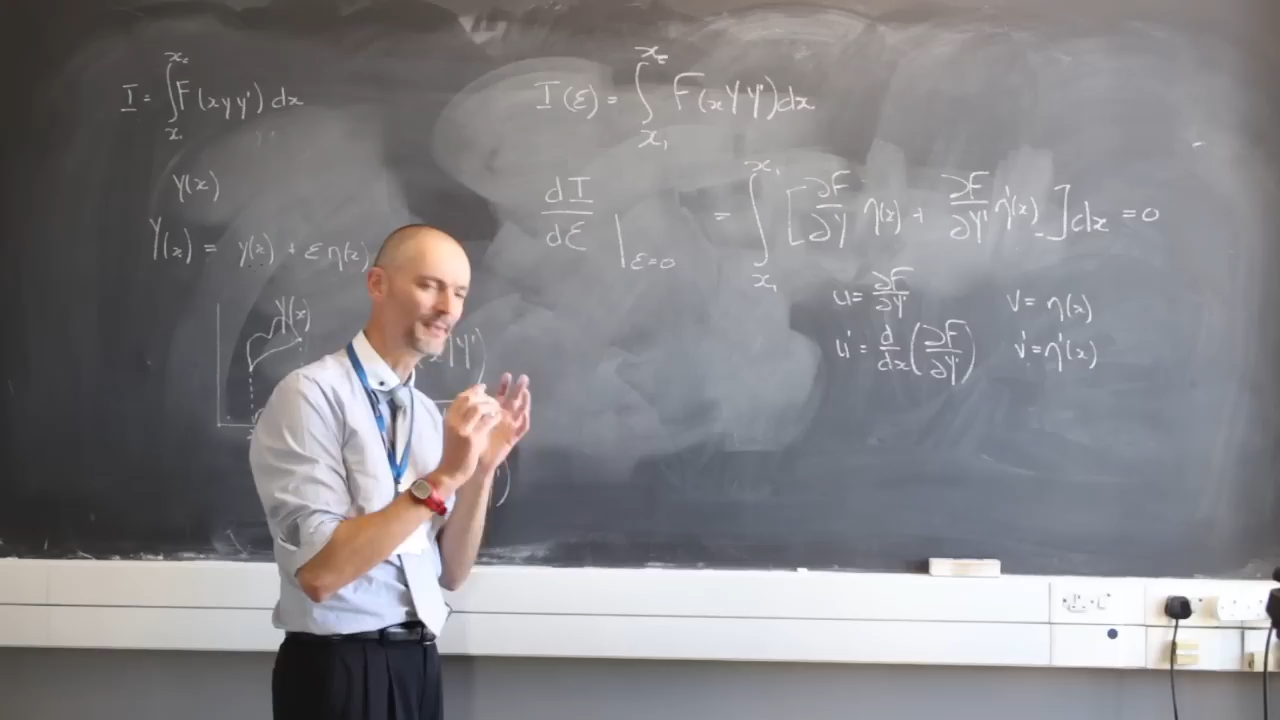 I = ∫_{x₁}^{x₂} F(x y y') dx
y(x)
Y(x) = y(x) + ε η(x)
Y(x)
Y')
I(ε) = ∫_{x₁}^{x₂} F(x Y Y') dx
dI/dε |_{ε=0} = ∫_{x₁}^{x₂} [∂F/∂Y η(x) + ∂F/∂Y' η'(x)] dx = 0
u = ∂F/∂Y' v = η(x)
u' = d/dx (∂F/∂Y') v' = η'(x)